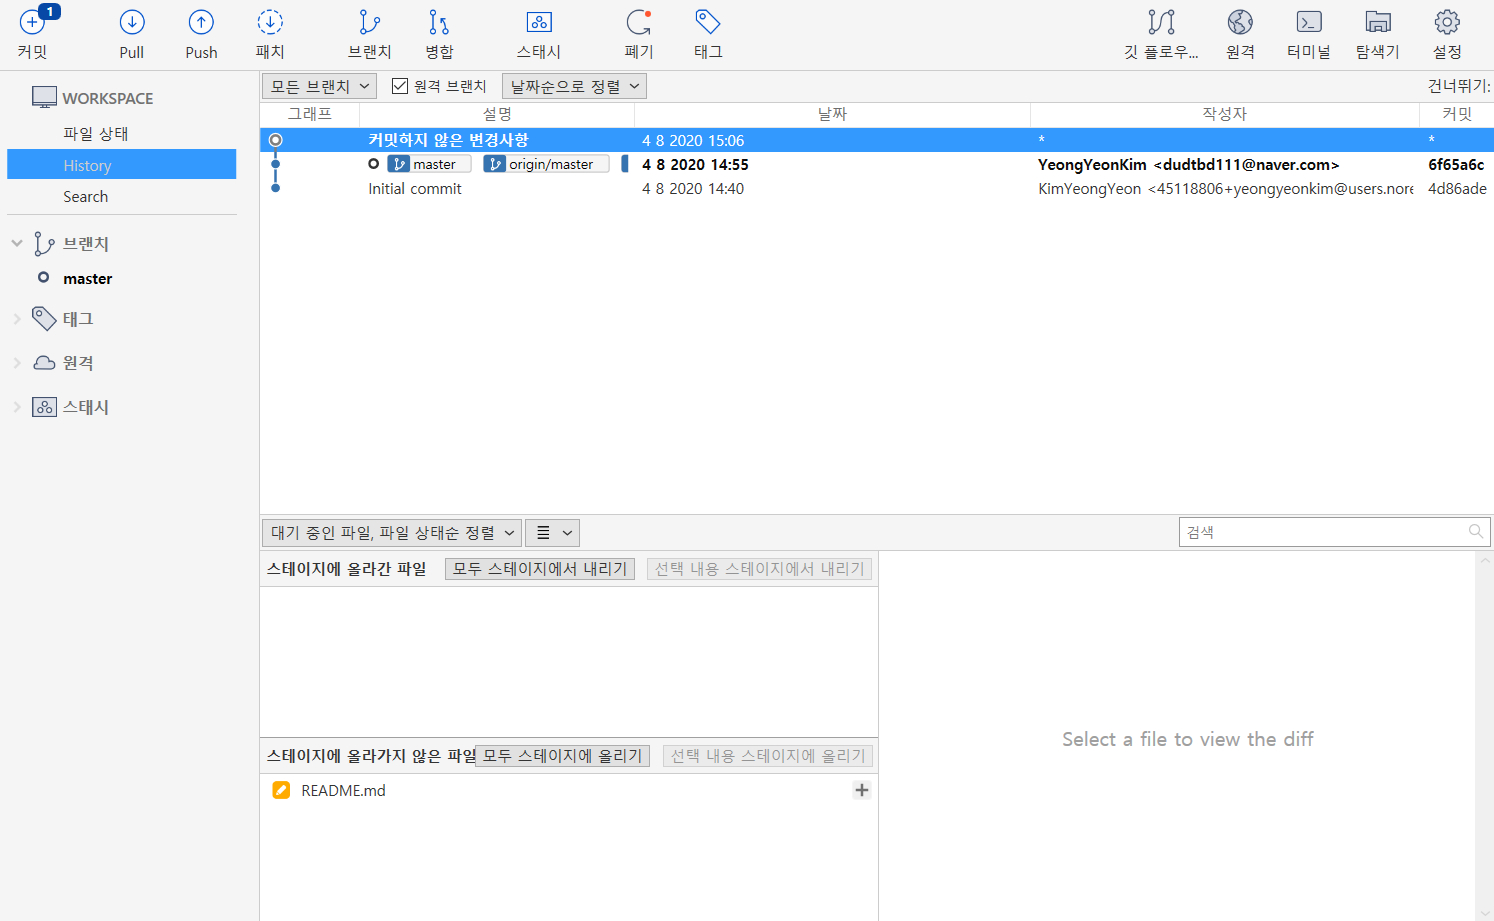 1
커밋 Pull Push 패치 브랜치 병합 스태시 폐기 태그 깃 플로우... 원격 터미널 탐색기 설정
WORKSPACE
파일 상태
History
Search
브랜치
master
태그
원격
스태시
모든 브랜치 원격 브랜치 날짜순으로 정렬 건너뛰기:
그래프 설명 날짜 작성자 커밋
커밋하지 않은 변경사항 4 8 2020 15:06 * *
master origin/master 4 8 2020 14:55 YeongYeonKim <dudtbd111@naver.com> 6f65a6c
Initial commit 4 8 2020 14:40 KimYeongYeon <45118806+yeongyeonkim@users.nore 4d86ade
대기 중인 파일, 파일 상태순 정렬 검색
스테이지에 올라간 파일 모두 스테이지에서 내리기 선택 내용 스테이지에서 내리기
스테이지에 올라가지 않은 파일 모두 스테이지에 올리기 선택 내용 스테이지에 올리기
README.md
Select a file to view the diff